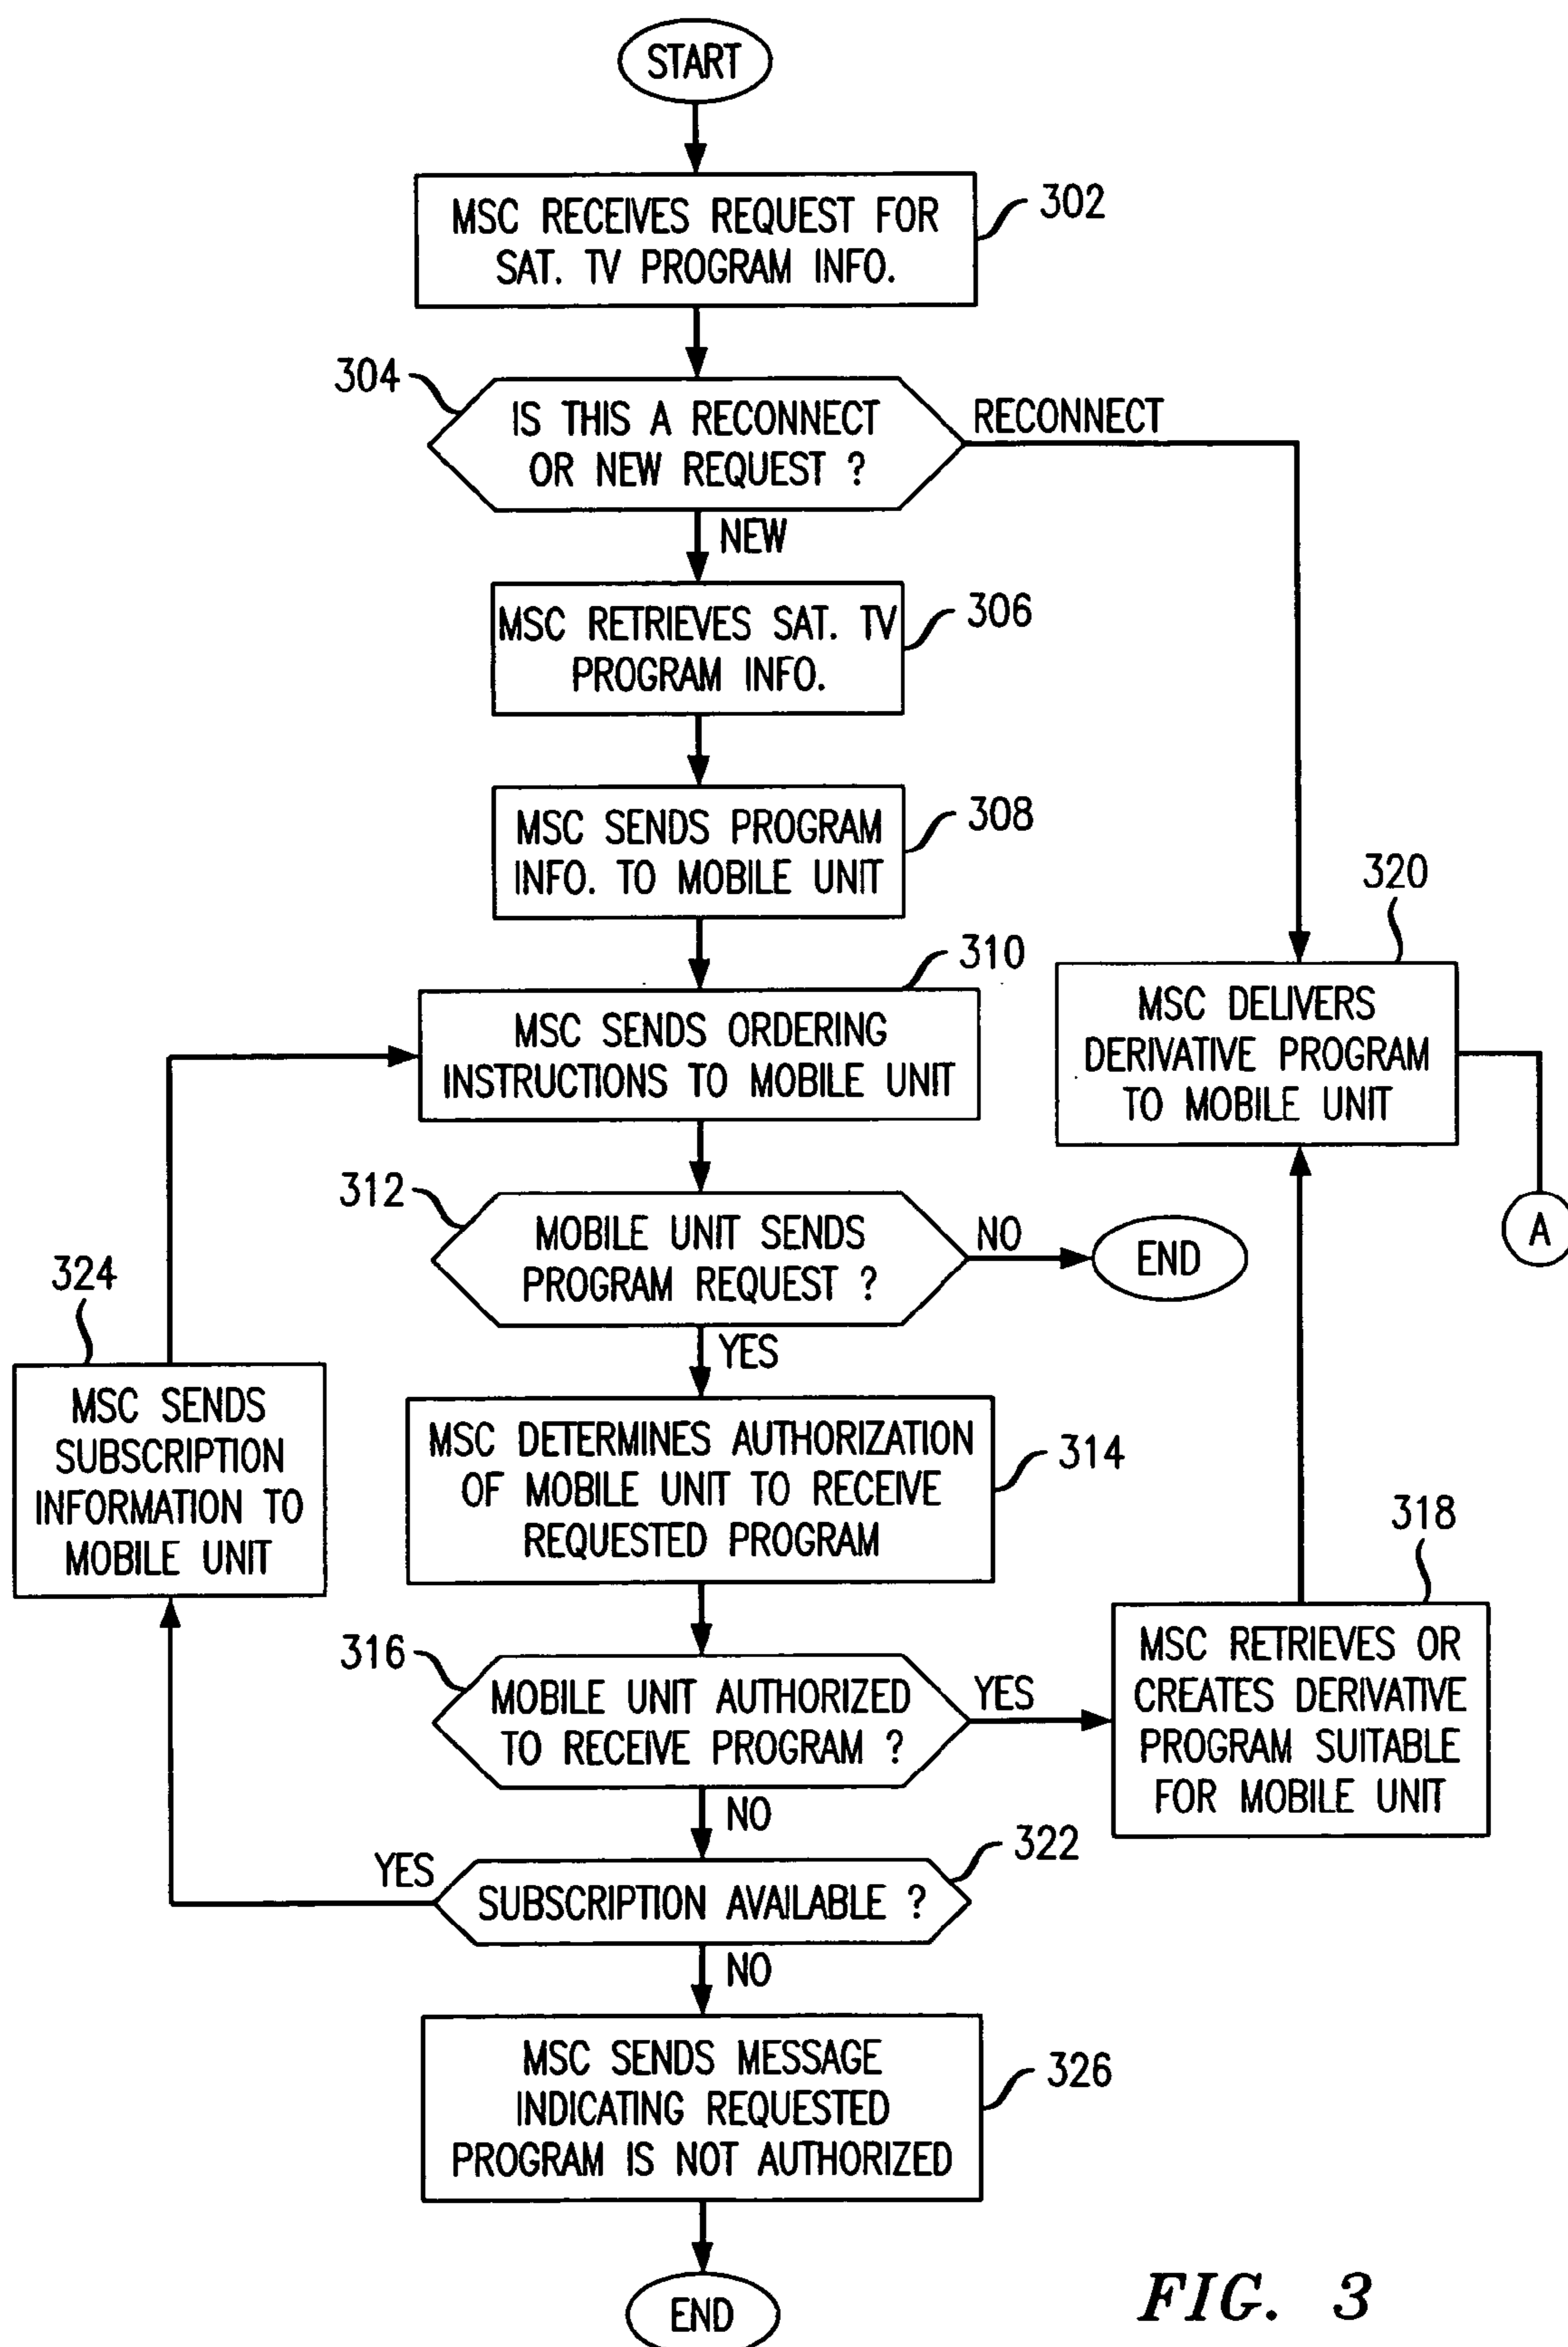 START
MSC RECEIVES REQUEST FOR
SAT. TV PROGRAM INFO.
302
304
IS THIS A RECONNECT
OR NEW REQUEST ?
RECONNECT
NEW
MSC RETRIEVES SAT. TV
PROGRAM INFO.
306
MSC SENDS PROGRAM
INFO. TO MOBILE UNIT
308
310
MSC SENDS ORDERING
INSTRUCTIONS TO MOBILE UNIT
320
MSC DELIVERS
DERIVATIVE PROGRAM
TO MOBILE UNIT
A
312
MOBILE UNIT SENDS
PROGRAM REQUEST ?
NO
END
YES
324
MSC SENDS
SUBSCRIPTION
INFORMATION TO
MOBILE UNIT
MSC DETERMINES AUTHORIZATION
OF MOBILE UNIT TO RECEIVE
REQUESTED PROGRAM
314
316
MOBILE UNIT AUTHORIZED
TO RECEIVE PROGRAM ?
YES
318
MSC RETRIEVES OR
CREATES DERIVATIVE
PROGRAM SUITABLE
FOR MOBILE UNIT
NO
322
YES
SUBSCRIPTION AVAILABLE ?
NO
MSC SENDS MESSAGE
INDICATING REQUESTED
PROGRAM IS NOT AUTHORIZED
326
END
FIG. 3